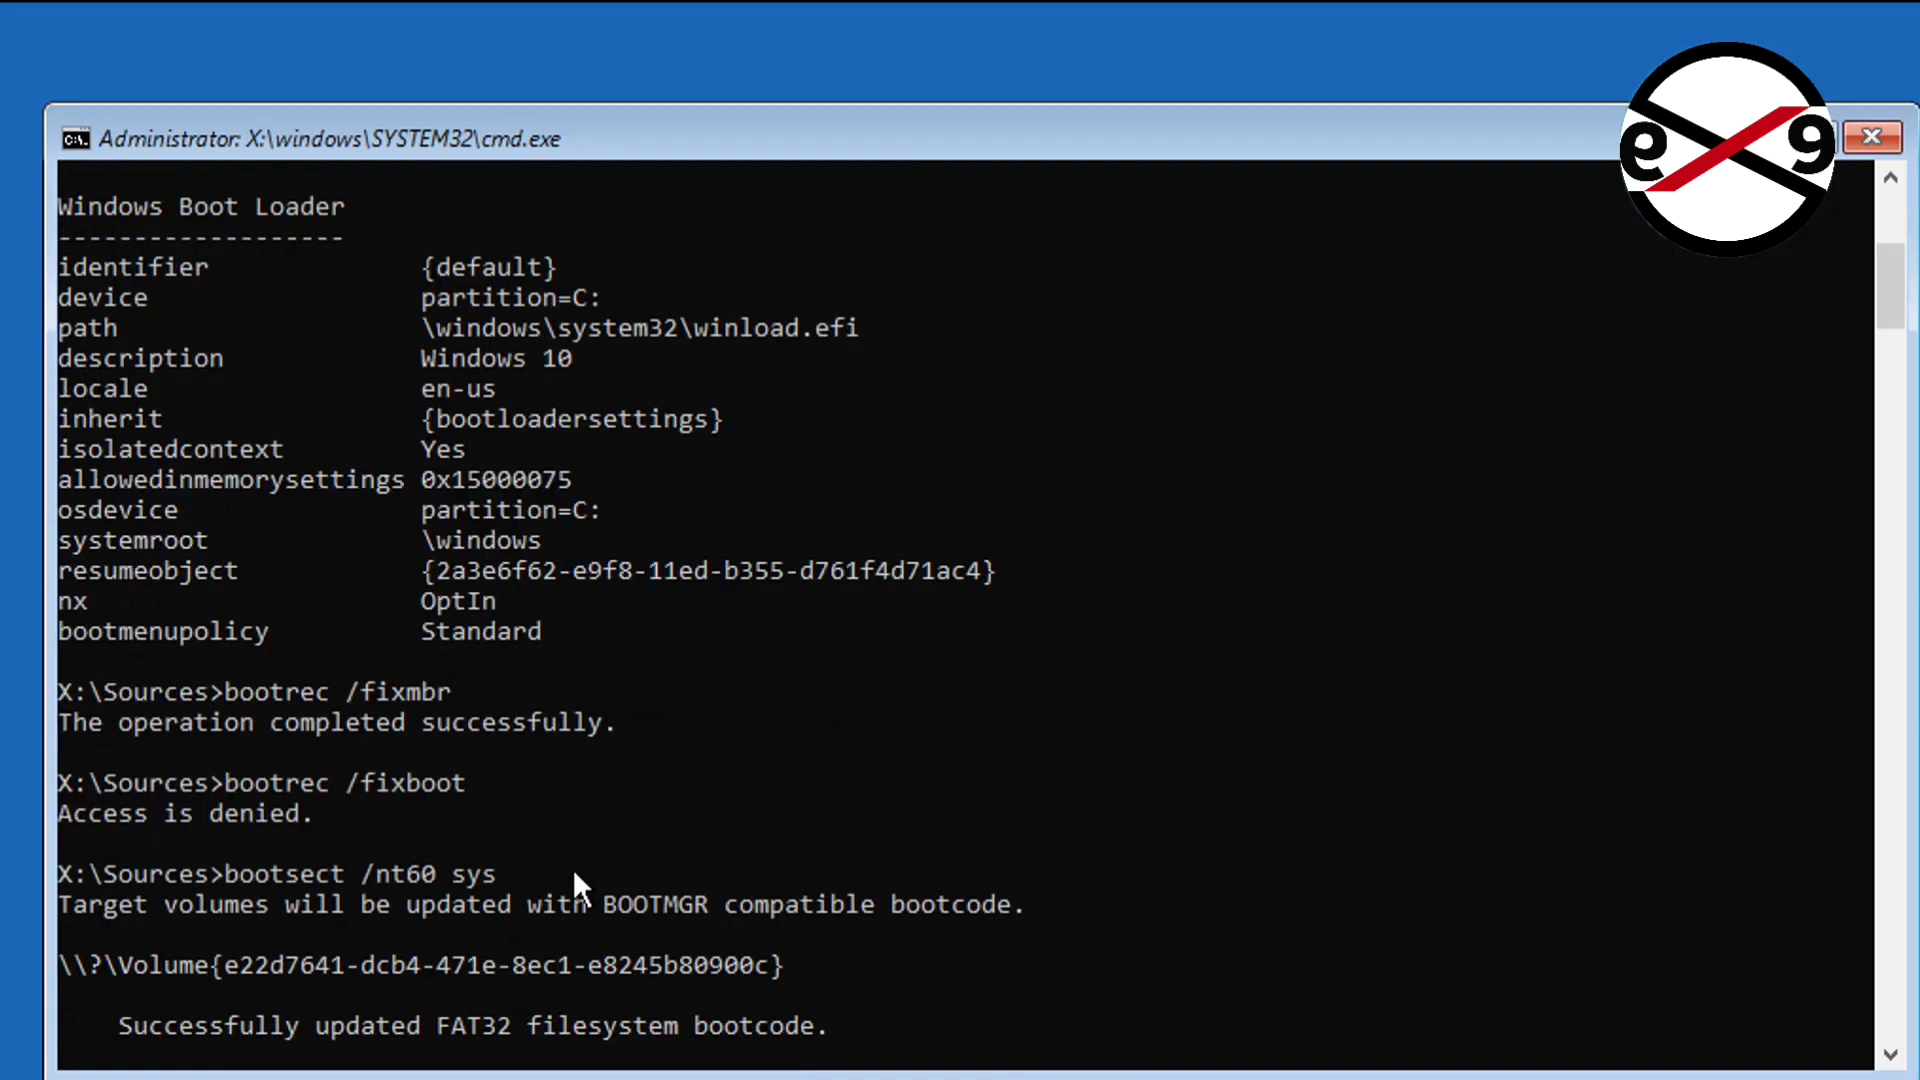 Administrator: X:\windows\SYSTEM32\cmd.exe
e 9
Windows Boot Loader
-------------------
identifier              {default}
device                  partition=C:
path                    \windows\system32\winload.efi
description             Windows 10
locale                  en-us
inherit                 {bootloadersettings}
isolatedcontext         Yes
allowedinmemorysettings 0x15000075
osdevice                partition=C:
systemroot              \windows
resumeobject            {2a3e6f62-e9f8-11ed-b355-d761f4d71ac4}
nx                      OptIn
bootmenupolicy          Standard
X:\Sources>bootrec /fixmbr
The operation completed successfully.
X:\Sources>bootrec /fixboot
Access is denied.
X:\Sources>bootsect /nt60 sys
Target volumes will be updated with BOOTMGR compatible bootcode.
\\?\Volume{e22d7641-dcb4-471e-8ec1-e8245b80900c}
    Successfully updated FAT32 filesystem bootcode.